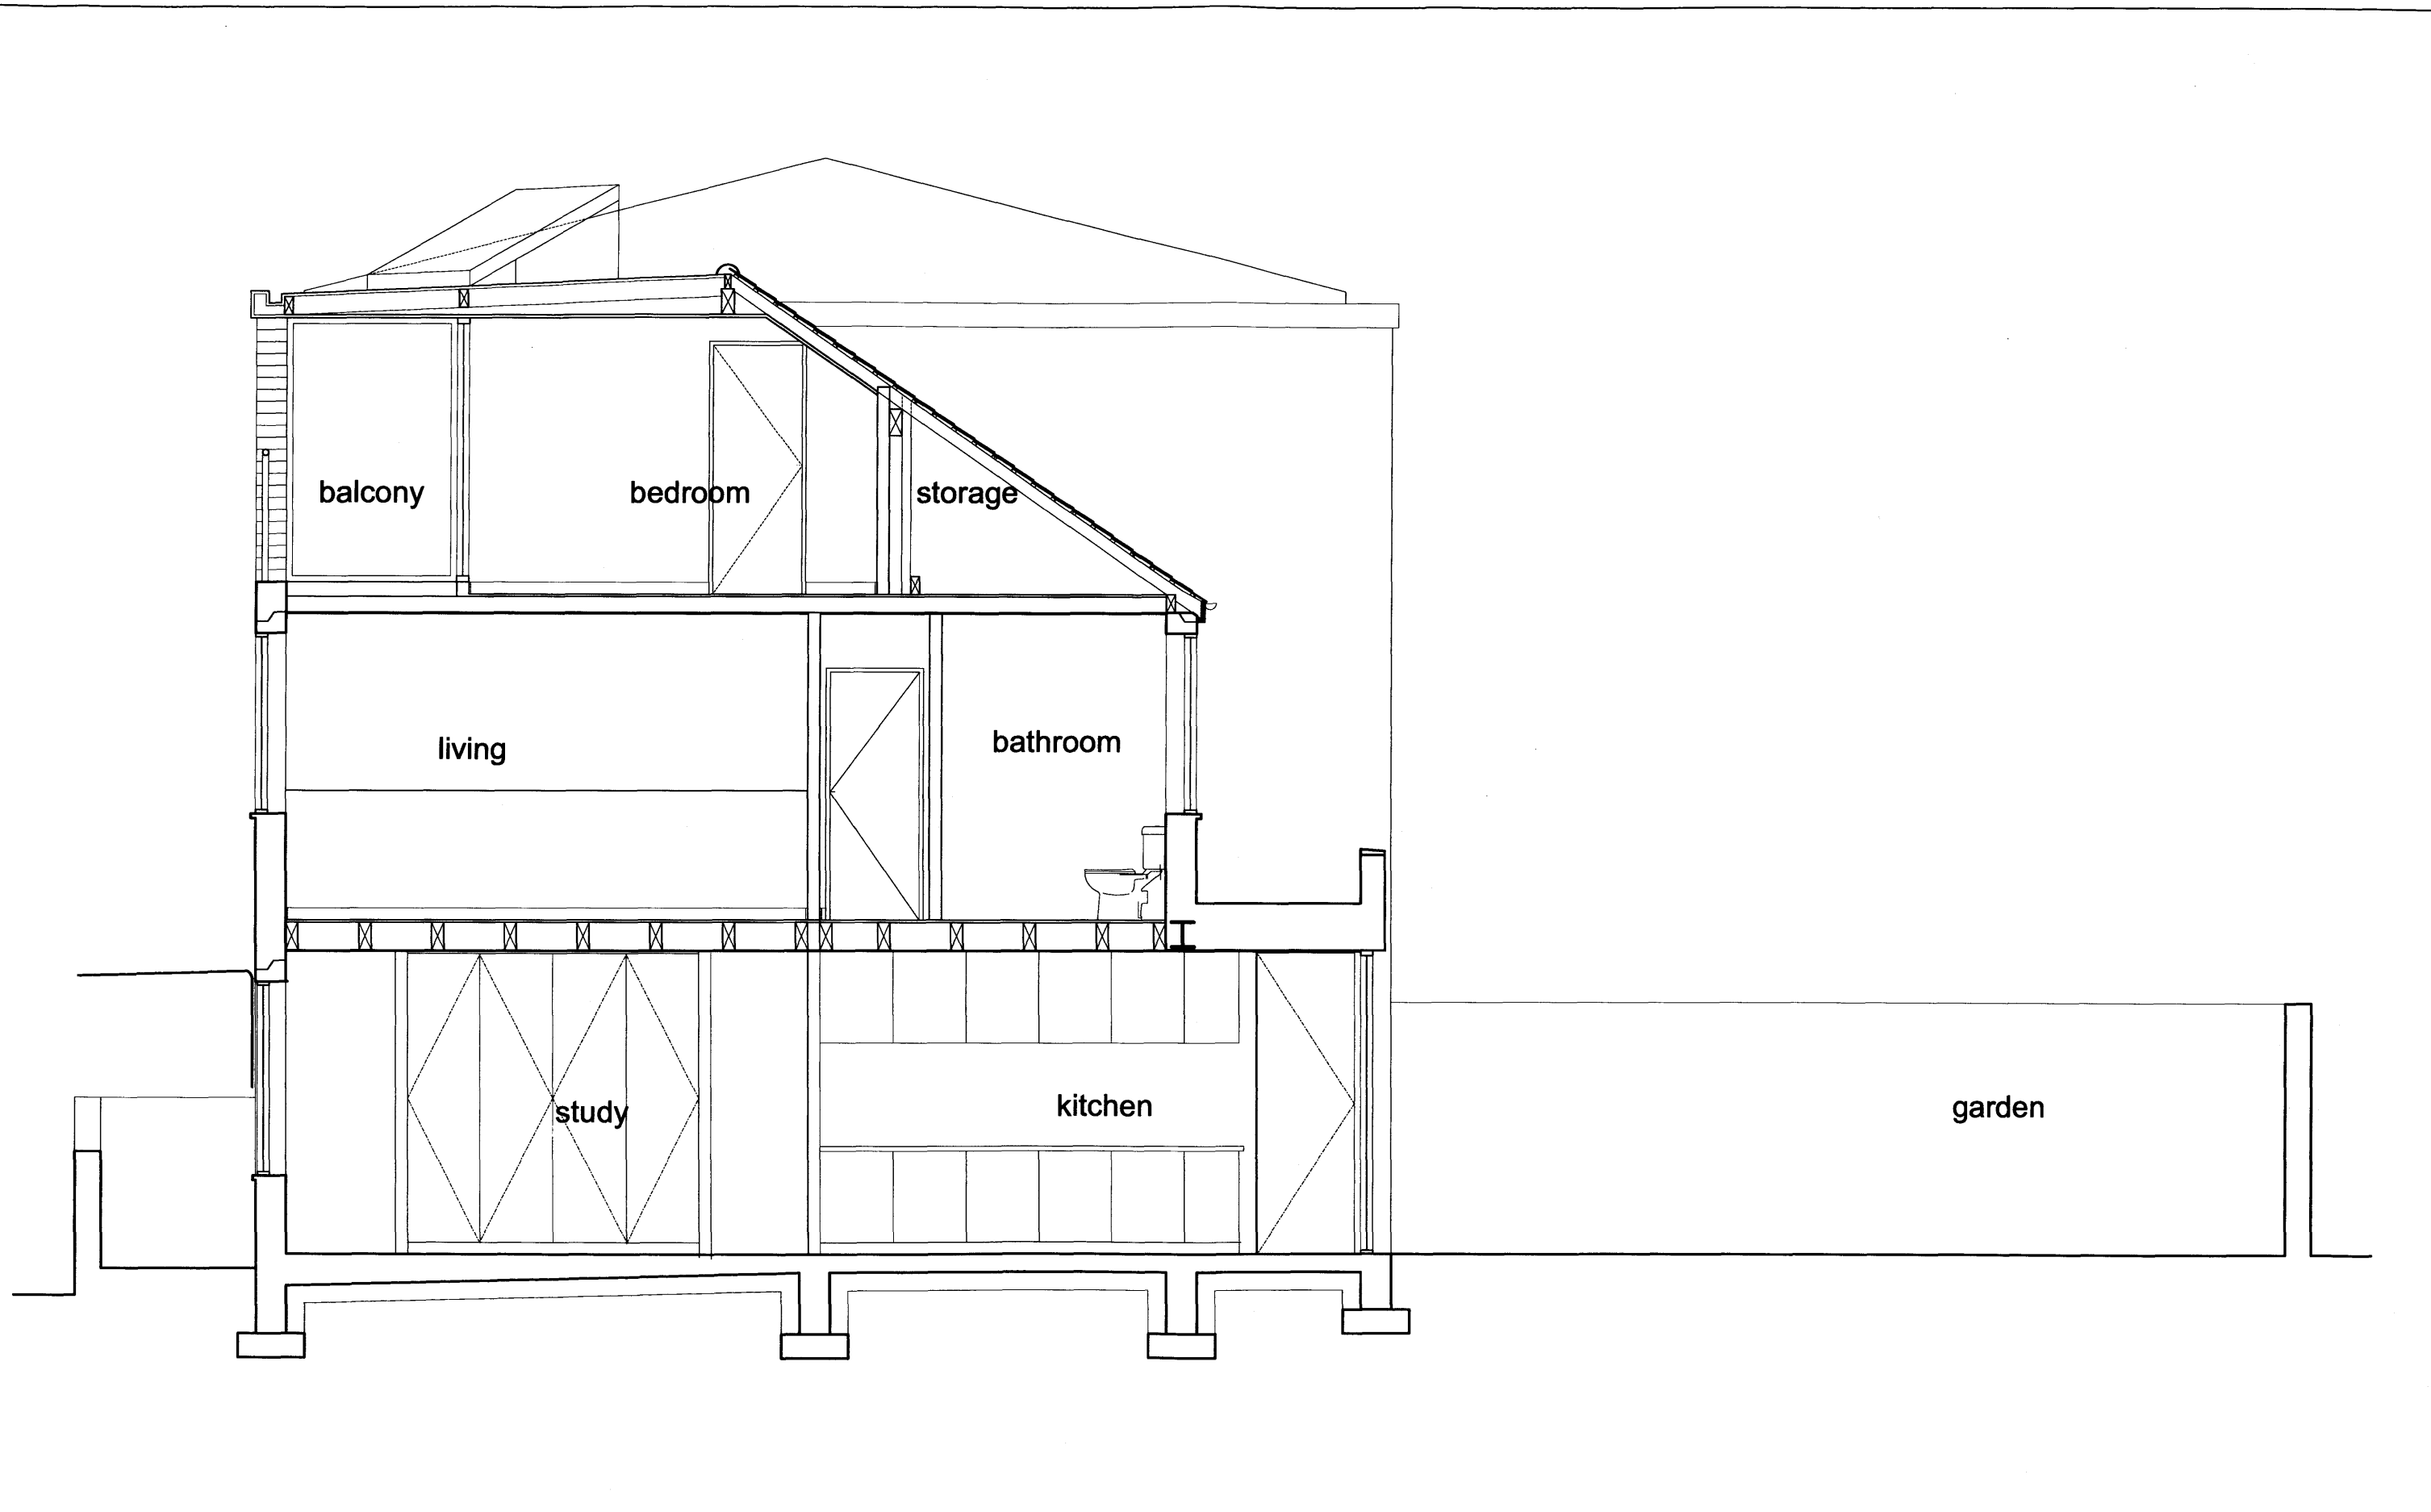 balcony
bedroom
storage
living
bathroom
study
kitchen
garden